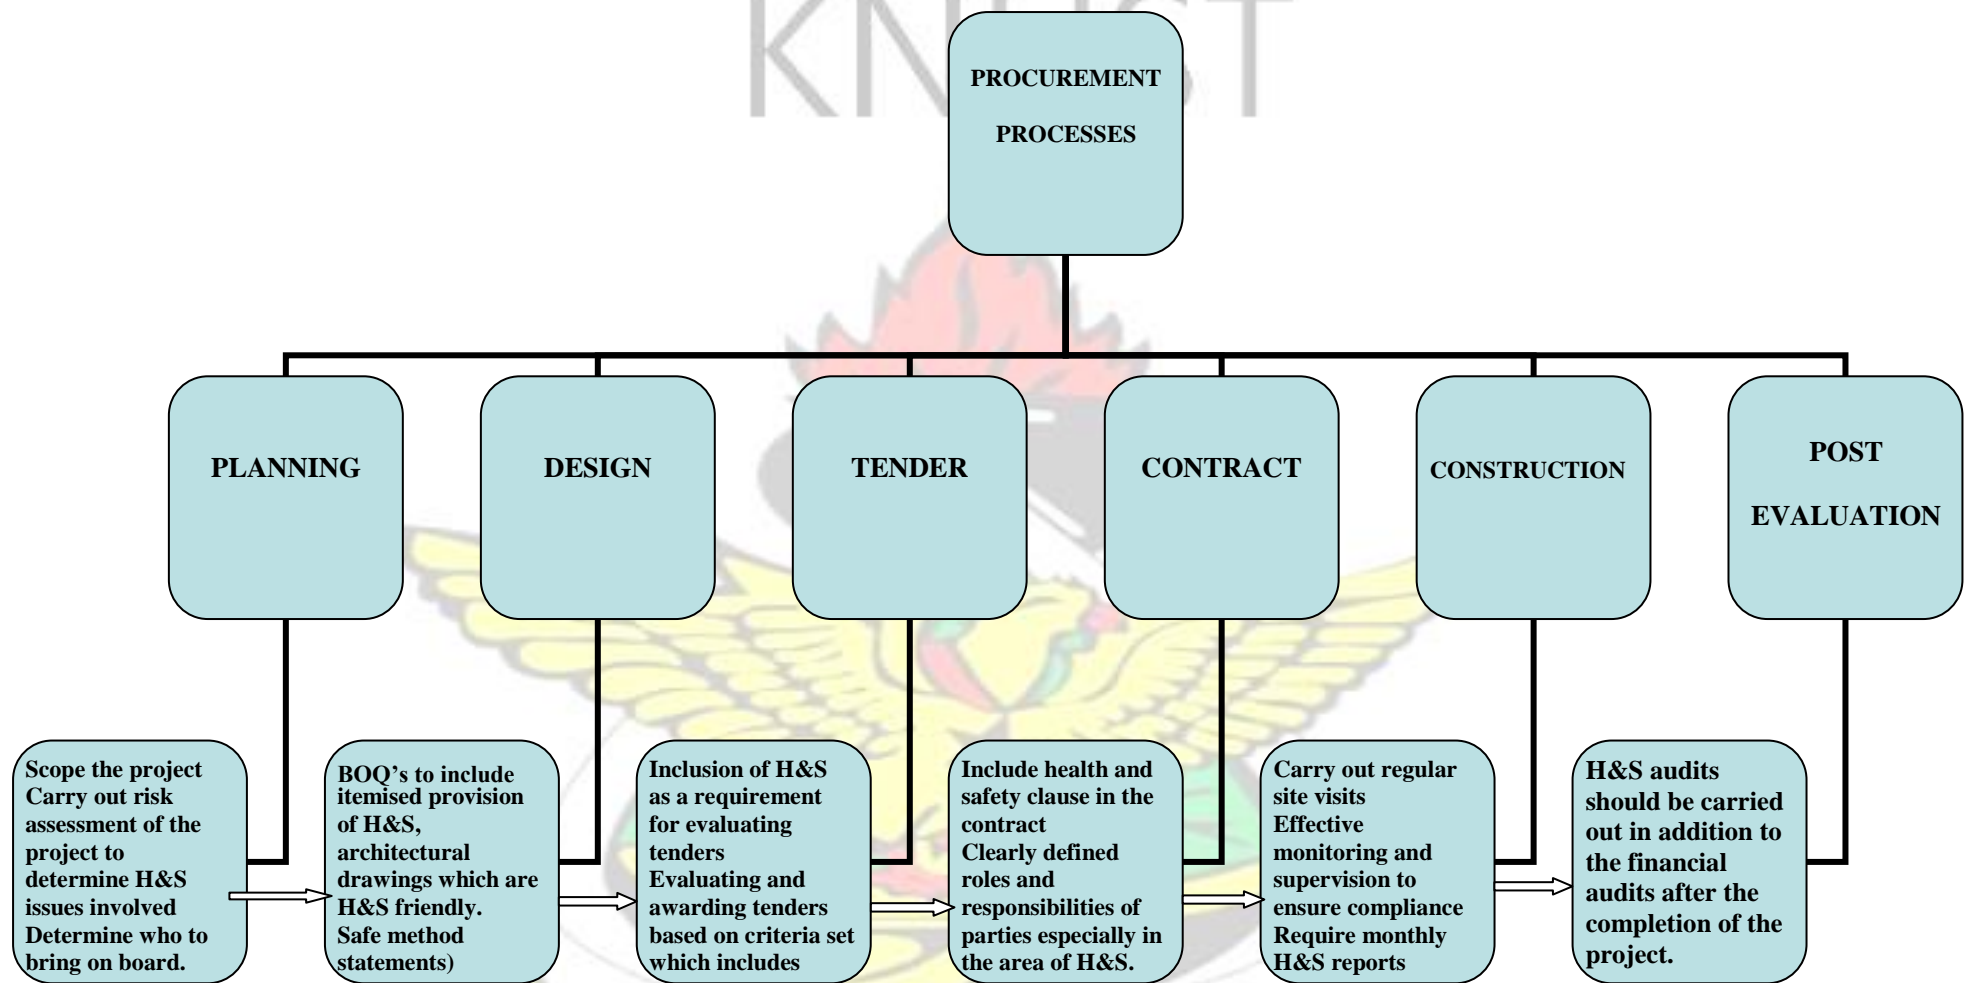 KNUST
PROCUREMENT
PROCESSES
PLANNING
DESIGN
TENDER
CONTRACT
CONSTRUCTION
POST
EVALUATION
Scope the project
Carry out risk
assessment of the
project to
determine H&S
issues involved
Determine who to
bring on board.
BOQ's to include
itemised provision
of H&S,
architectural
drawings which are
H&S friendly.
Safe method
statements)
Inclusion of H&S
as a requirement
for evaluating
tenders
Evaluating and
awarding tenders
based on criteria set
which includes
Include health and
safety clause in the
contract
Clearly defined
roles and
responsibilities of
parties especially in
the area of H&S.
Carry out regular
site visits
Effective
monitoring and
supervision to
ensure compliance
Require monthly
H&S reports
H&S audits
should be carried
out in addition to
the financial
audits after the
completion of the
project.